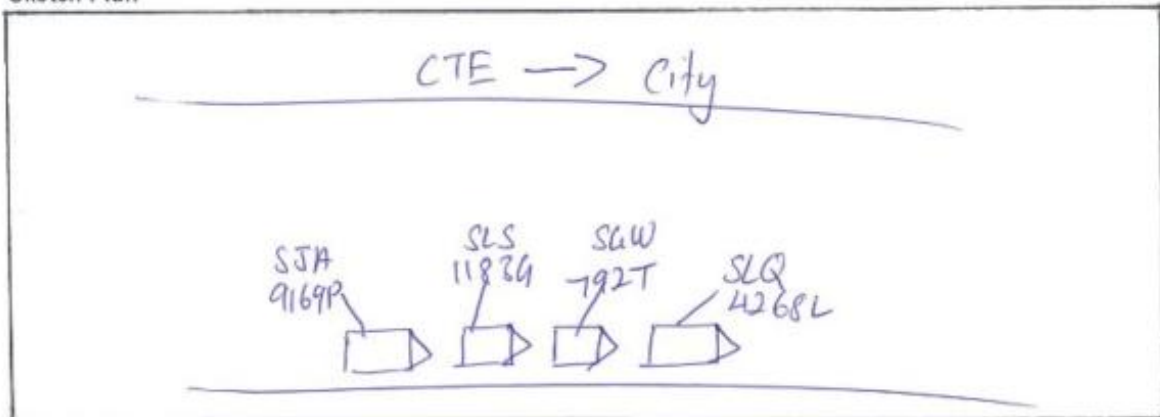 CTE → City
SJA
9169P
SLS
1183G
SGW
792T
SLQ
4268L